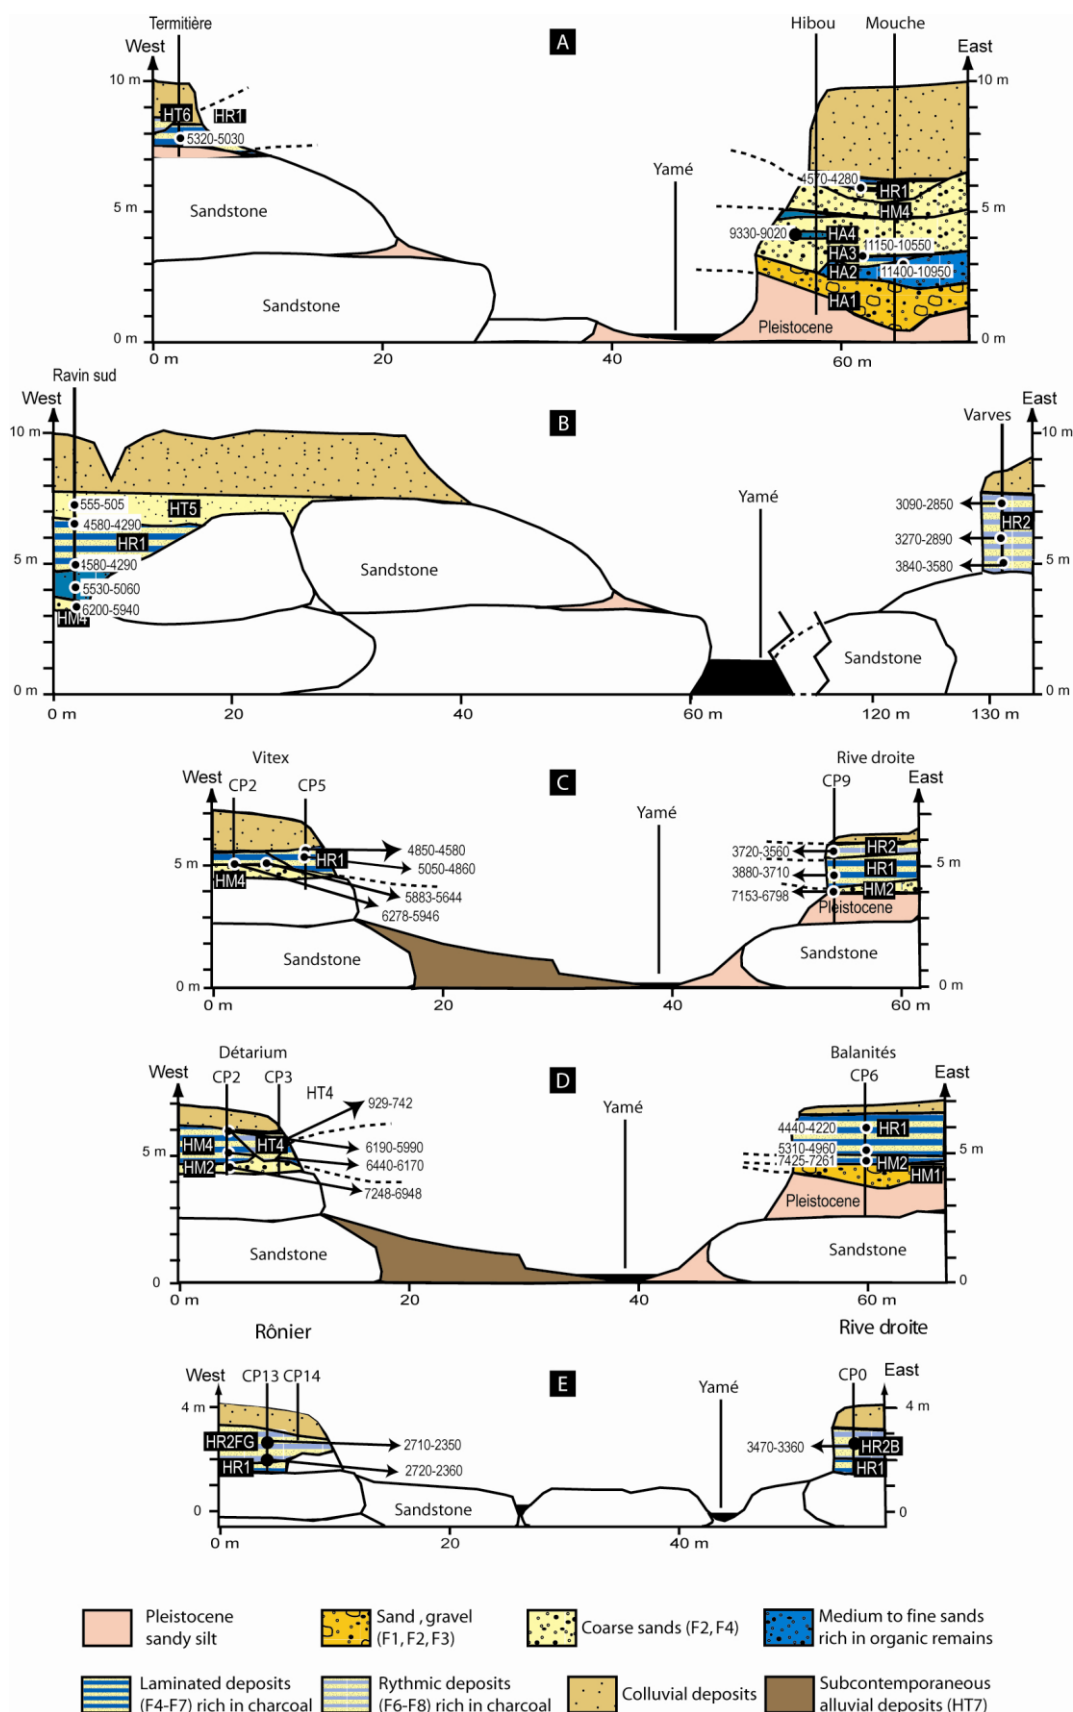 Termitière
West
A
Hibou
Mouche
East
10 m
10 m
HT6
HR1
5320-5030
Yamé
4570-4280
HR1
5 m
Sandstone
HM4
5 m
9330-9020
HA4
11150-10550
HA3
HA2
11400-10950
Sandstone
HA1
Pleistocene
0 m
0 m
0 m
20
40
60 m
Ravin sud
West
B
East
Varves
10 m
10 m
Yamé
555-505
HT5
3090-2850
4580-4290
HR2
HR1
3270-2890
5 m
4580-4290
Sandstone
3840-3580
5 m
5530-5060
6200-5940
HM4
Sandstone
0 m
0 m
0 m
20
40
60 m
120 m
130 m
Vitex
C
Rive droite
West
CP2
CP5
CP9
East
Yamé
4850-4580
3720-3560
HR2
5 m
HR1
5050-4860
HR1
5 m
HM4
3880-3710
5883-5644
7153-6798
HM2
6278-5946
Pleistocene
Sandstone
Sandstone
0 m
0 m
0 m
20
40
60 m
Détarium
Balanités
West
CP2
CP3
HT4
D
CP6
East
929-742
Yamé
4440-4220
HR1
HM4
HT4
6190-5990
5310-4960
5 m
5 m
HM2
6440-6170
7425-7261
HM2
HM1
7248-6948
Pleistocene
Sandstone
Sandstone
0
0
0 m
20
40
60 m
Rônier
Rive droite
West
CP13
CP14
E
Yamé
CP0
East
4 m
4 m
HR2FG
2710-2350
3470-3360
HR2B
HR1
2720-2360
HR1
0
Sandstone
0
0 m
20
40 m
Pleistocene
sandy silt
Sand , gravel
(F1, F2, F3)
Coarse sands (F2, F4)
Medium to fine sands
rich in organic remains
Laminated deposits
(F4-F7) rich in charcoal
Rythmic deposits
(F6-F8) rich in charcoal
Colluvial deposits
Subcontemporaneous
alluvial deposits (HT7)